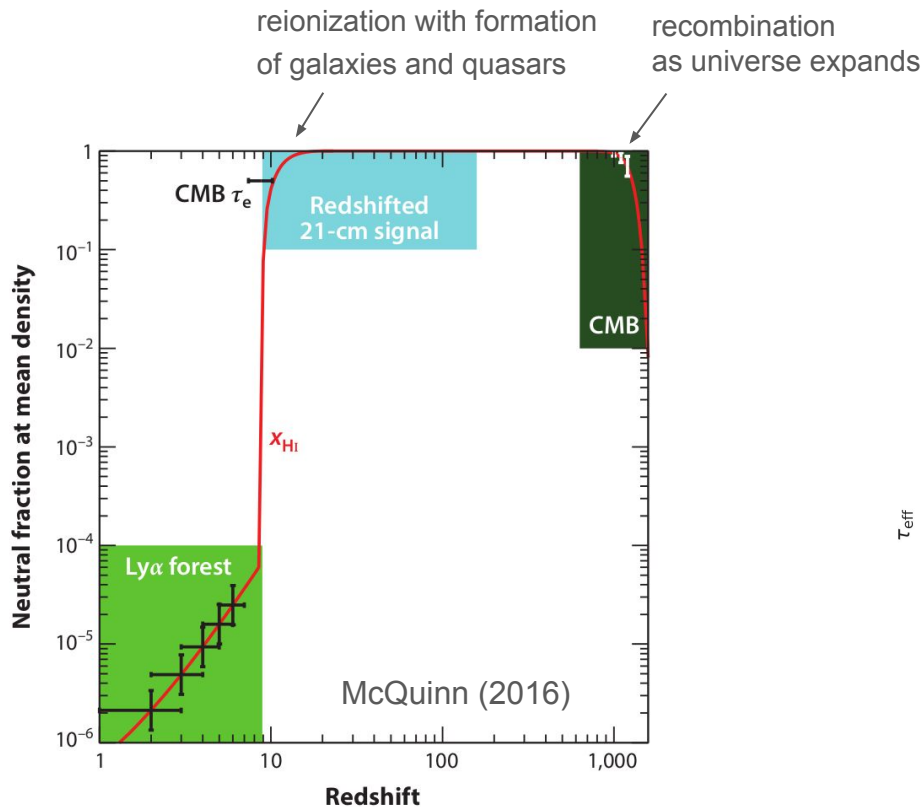 reionization with formation
of galaxies and quasars
recombination
as universe expands
1
10⁻¹
10⁻²
10⁻³
10⁻⁴
10⁻⁵
10⁻⁶
Neutral fraction at mean density
CMB τe
Redshifted
21-cm signal
CMB
xHI
Lyα forest
McQuinn (2016)
1
10
100
1,000
Redshift
τeff